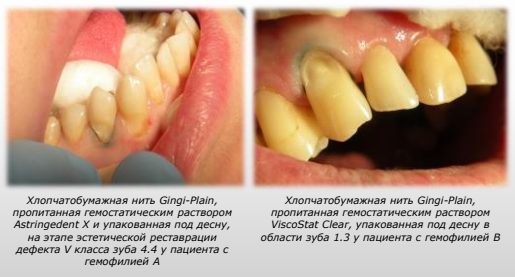 Хлопчатобумажная нить Gingi-Plain,
пропитанная гемостатическим раствором
Astringedent X и упакованная под десну,
на этапе эстетической реставрации
дефекта V класса зуба 4.4 у пациента с
гемофилией А
Хлопчатобумажная нить Gingi-Plain,
пропитанная гемостатическим раствором
ViscoStat Clear, упакованная под десну в
области зуба 1.3 у пациента с гемофилией В